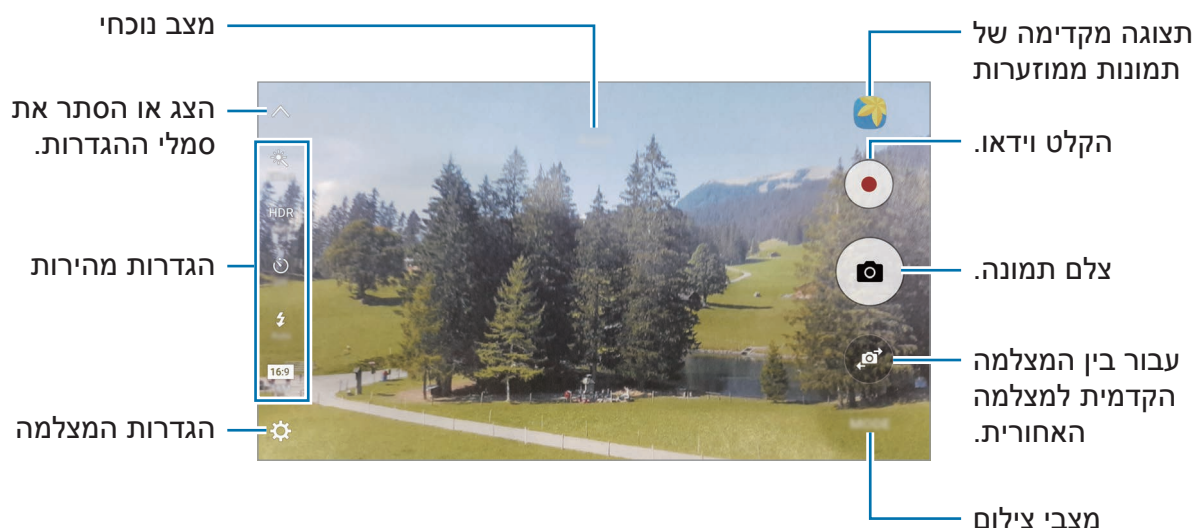 מצב נוכחי
תצוגה מקדימה של
תמונות ממוזערות
הצג או הסתר את
סמלי ההגדרות.
הקלט וידאו.
HDR
הגדרות מהירות
צלם תמונה.
16:9
עבור בין המצלמה
הקדמית למצלמה
האחורית.
הגדרות המצלמה
MODE
מצבי צילום